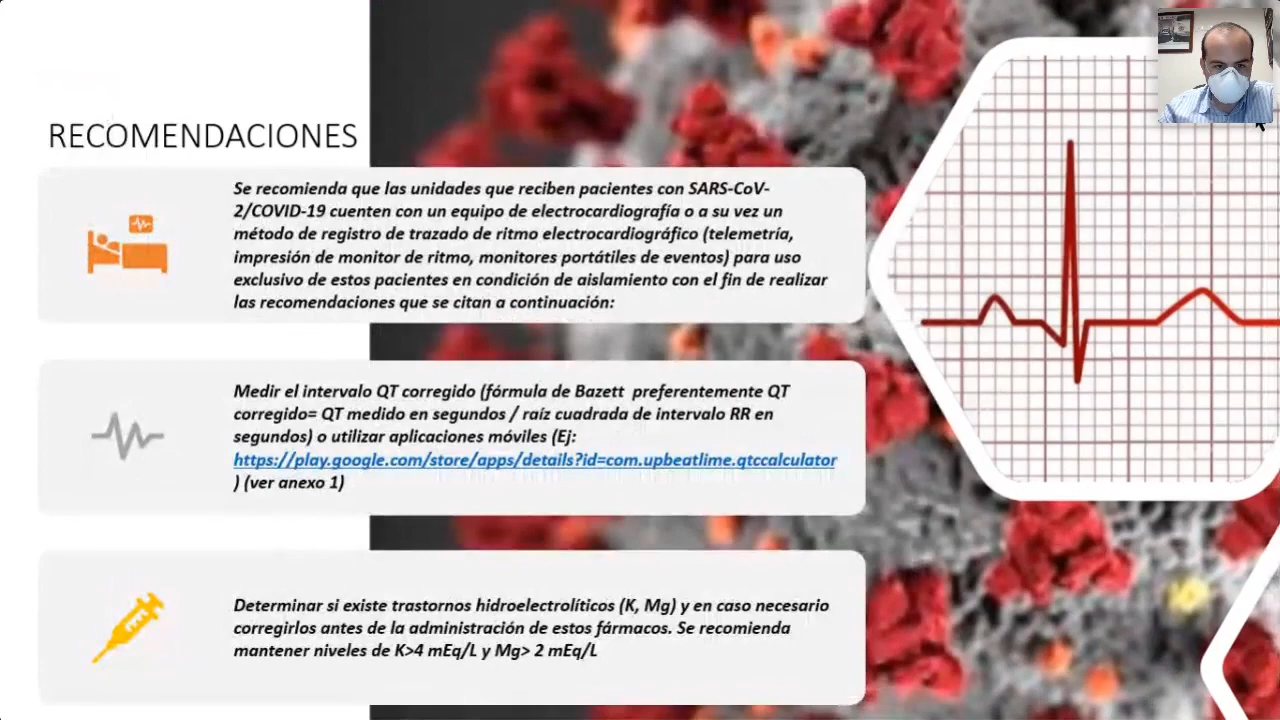 RECOMENDACIONES
Se recomienda que las unidades que reciben pacientes con SARS-CoV-
2/COVID-19 cuenten con un equipo de electrocardiografía o a su vez un
método de registro de trazado de ritmo electrocardiográfico (telemetría,
impresión de monitor de ritmo, monitores portátiles de eventos) para uso
exclusivo de estos pacientes en condición de aislamiento con el fin de realizar
las recomendaciones que se citan a continuación:
Medir el intervalo QT corregido (fórmula de Bazett preferentemente QT
corregido= QT medido en segundos / raíz cuadrada de intervalo RR en
segundos) o utilizar aplicaciones móviles (Ej:
https://play.google.com/store/apps/details?id=com.upbeatlime.qtccalculator
) (ver anexo 1)
Determinar si existe trastornos hidroelectrolíticos (K, Mg) y en caso necesario
corregirlos antes de la administración de estos fármacos. Se recomienda
mantener niveles de K>4 mEq/L y Mg> 2 mEq/L